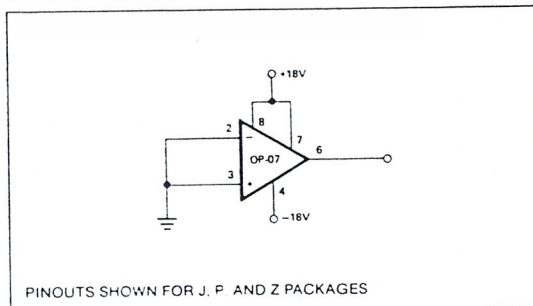 +18V
8
2
−
7
OP-07
6
3
+
4
−18V
PINOUTS SHOWN FOR J, P, AND Z PACKAGES